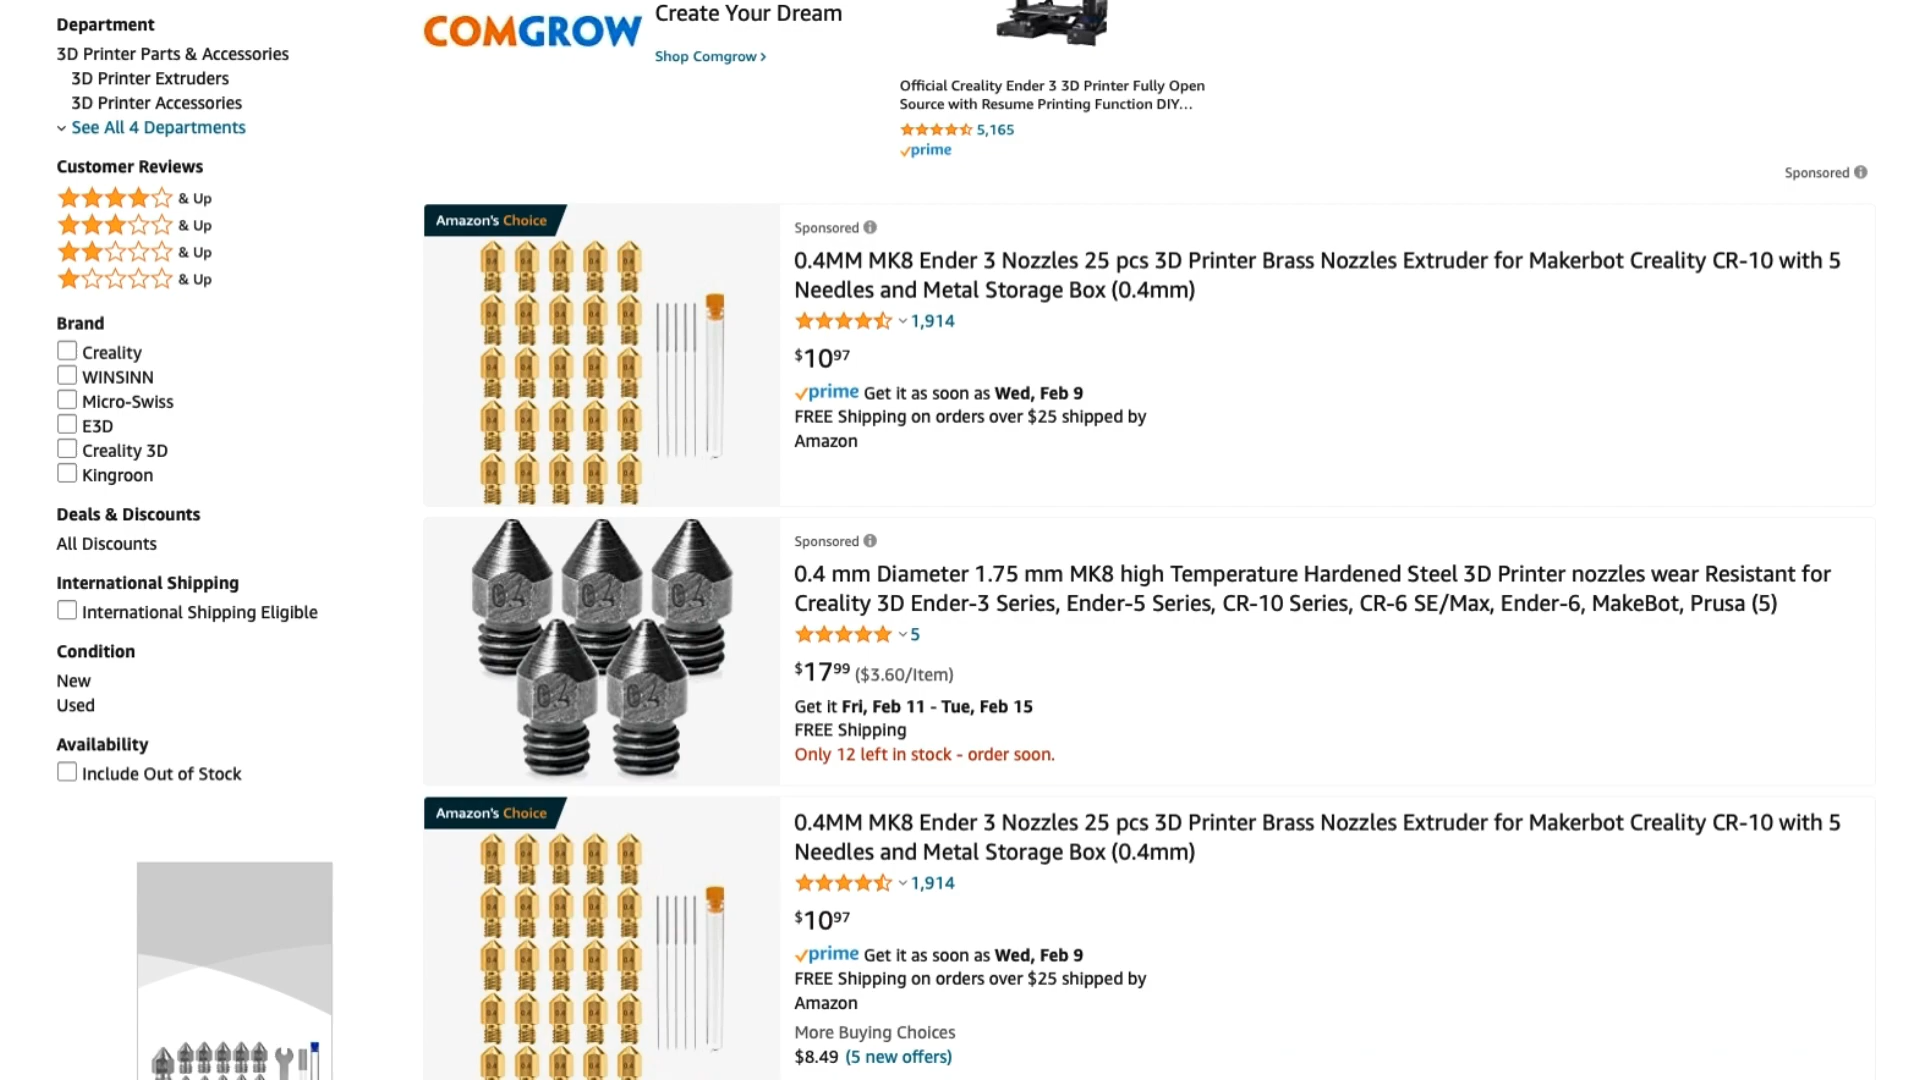 Department
3D Printer Parts & Accessories
3D Printer Extruders
3D Printer Accessories
See All 4 Departments
Customer Reviews
& Up
& Up
& Up
& Up
Brand
Creality
WINSINN
Micro-Swiss
E3D
Creality 3D
Kingroon
Deals & Discounts
All Discounts
International Shipping
International Shipping Eligible
Condition
New
Used
Availability
Include Out of Stock
COMGROW
Create Your Dream
Shop Comgrow ›
Official Creality Ender 3 3D Printer Fully Open
Source with Resume Printing Function DIY...
5,165
prime
Sponsored
Amazon's Choice
Sponsored
0.4MM MK8 Ender 3 Nozzles 25 pcs 3D Printer Brass Nozzles Extruder for Makerbot Creality CR-10 with 5
Needles and Metal Storage Box (0.4mm)
1,914
$10 97
prime Get it as soon as Wed, Feb 9
FREE Shipping on orders over $25 shipped by
Amazon
0.4 0.4 0.4
0.4 0.4
Sponsored
0.4 mm Diameter 1.75 mm MK8 high Temperature Hardened Steel 3D Printer nozzles wear Resistant for
Creality 3D Ender-3 Series, Ender-5 Series, CR-10 Series, CR-6 SE/Max, Ender-6, MakeBot, Prusa (5)
5
$17 99 ($3.60/Item)
Get it Fri, Feb 11 - Tue, Feb 15
FREE Shipping
Only 12 left in stock - order soon.
Amazon's Choice
0.4MM MK8 Ender 3 Nozzles 25 pcs 3D Printer Brass Nozzles Extruder for Makerbot Creality CR-10 with 5
Needles and Metal Storage Box (0.4mm)
1,914
$10 97
prime Get it as soon as Wed, Feb 9
FREE Shipping on orders over $25 shipped by
Amazon
More Buying Choices
$8.49 (5 new offers)